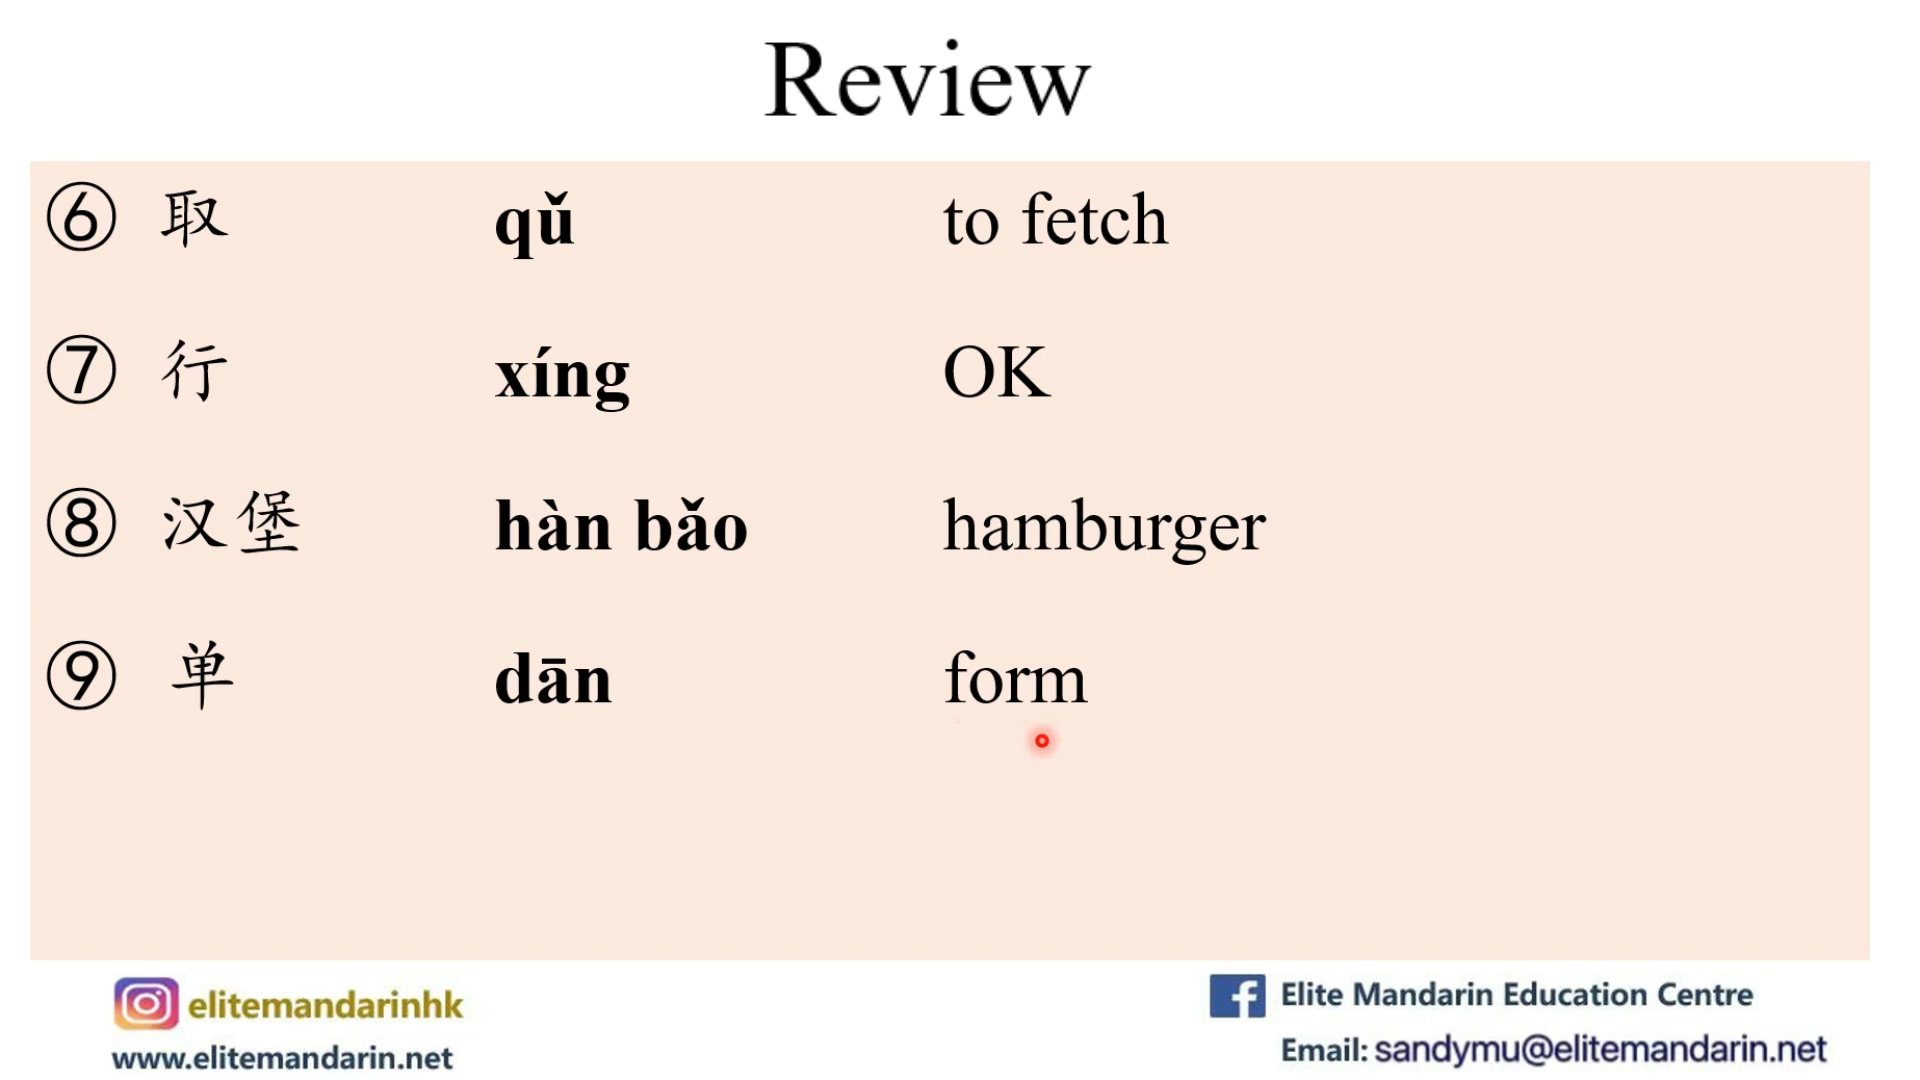 Review
⑥ 取 qǔ to fetch
⑦ 行 xíng OK
⑧ 汉堡 hàn bǎo hamburger
⑨ 单 dān form
elitemandarinhk
www.elitemandarin.net
Elite Mandarin Education Centre
Email: sandymu@elitemandarin.net